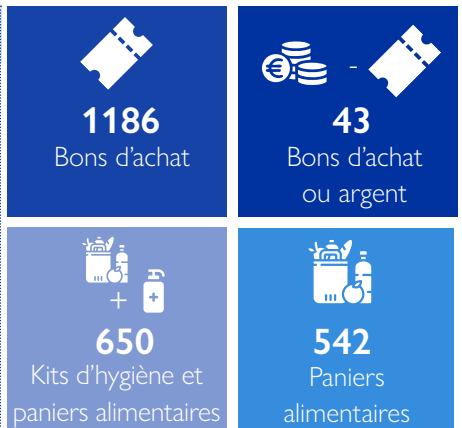 1186
Bons d'achat
€
-
43
Bons d'achat
ou argent
+
650
Kits d'hygiène et
paniers alimentaires
542
Paniers
alimentaires